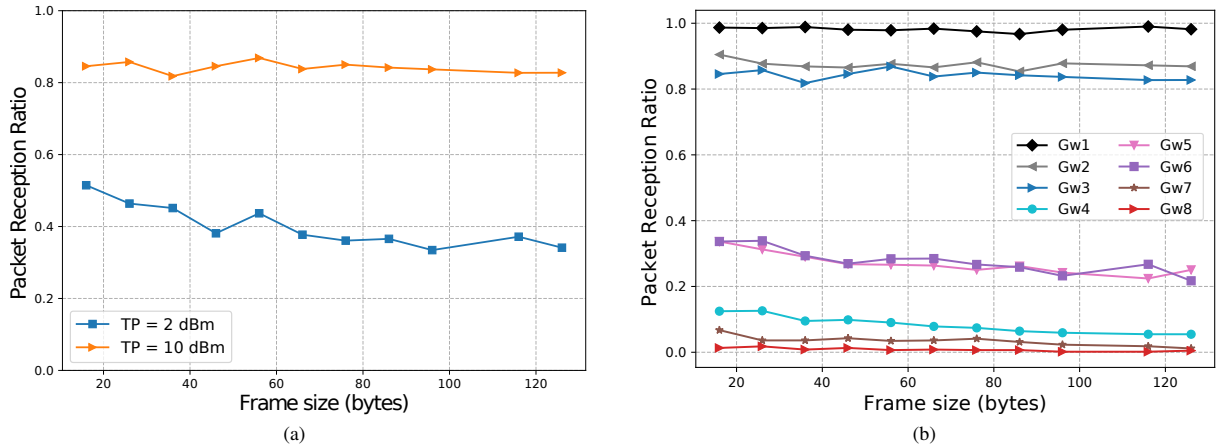 1.0
0.8
0.6
0.4
0.2
0.0
Packet Reception Ratio
TP = 2 dBm
TP = 10 dBm
20 40 60 80 100 120
Frame size (bytes)
(a)
1.0
0.8
0.6
0.4
0.2
0.0
Packet Reception Ratio
Gw1 Gw5
Gw2 Gw6
Gw3 Gw7
Gw4 Gw8
20 40 60 80 100 120
Frame size (bytes)
(b)